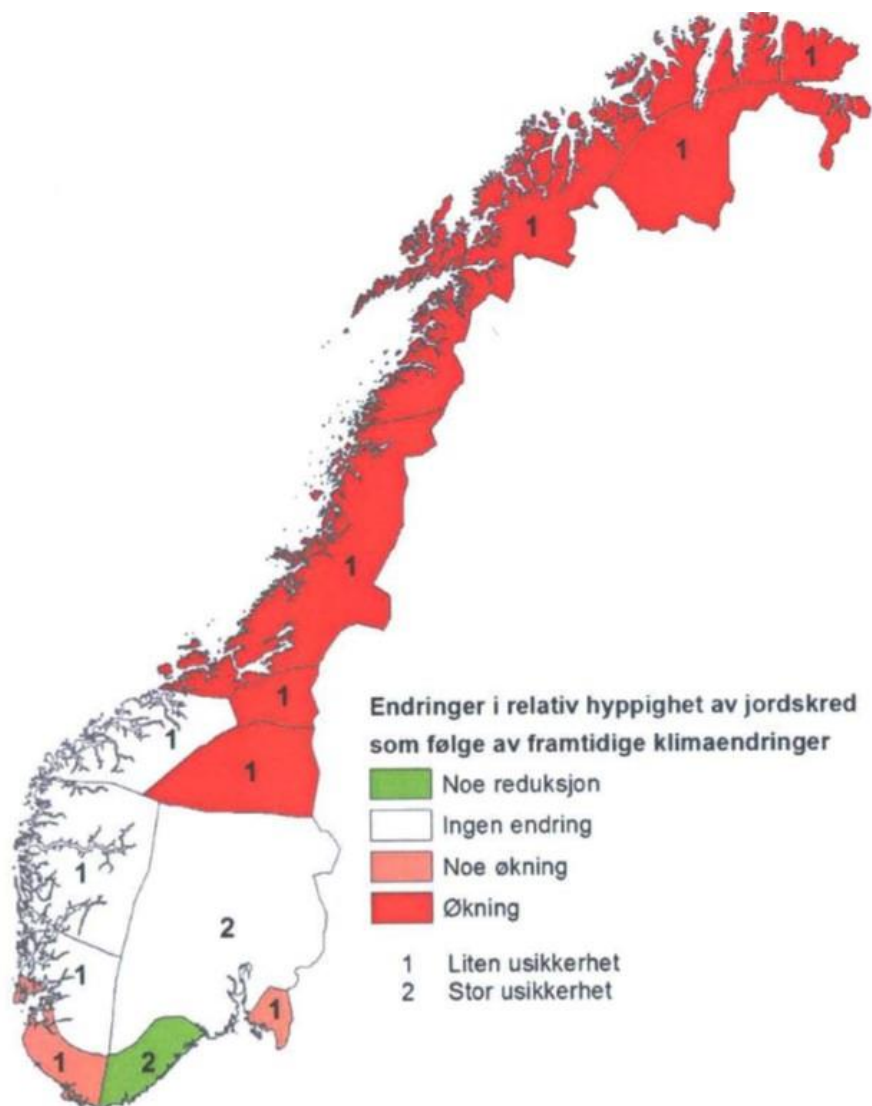 1
1
1
1
1
1
1
1
2
1
1
1
2
Endringer i relativ hyppighet av jordskred
som følge av framtidige klimaendringer
Noe reduksjon
Ingen endring
Noe økning
Økning
1 Liten usikkerhet
2 Stor usikkerhet